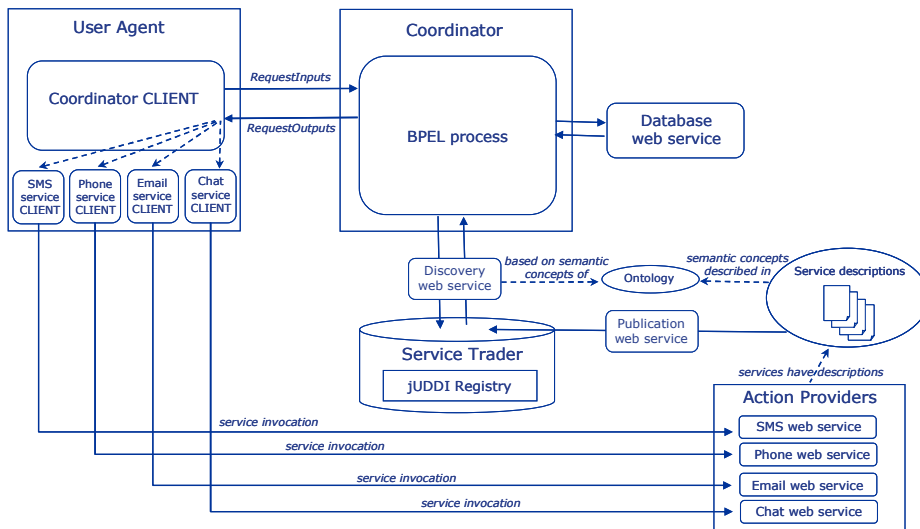 User Agent
Coordinator
Coordinator CLIENT
RequestInputs
RequestOutputs
BPEL process
Database
web service
SMS
service
CLIENT
Phone
service
CLIENT
Email
service
CLIENT
Chat
service
CLIENT
Discovery
web service
based on semantic
concepts of
Ontology
semantic concepts
described in
Service descriptions
Publication
web service
Service Trader
jUDDI Registry
services have descriptions
Action Providers
service invocation
SMS web service
service invocation
Phone web service
service invocation
Email web service
service invocation
Chat web service